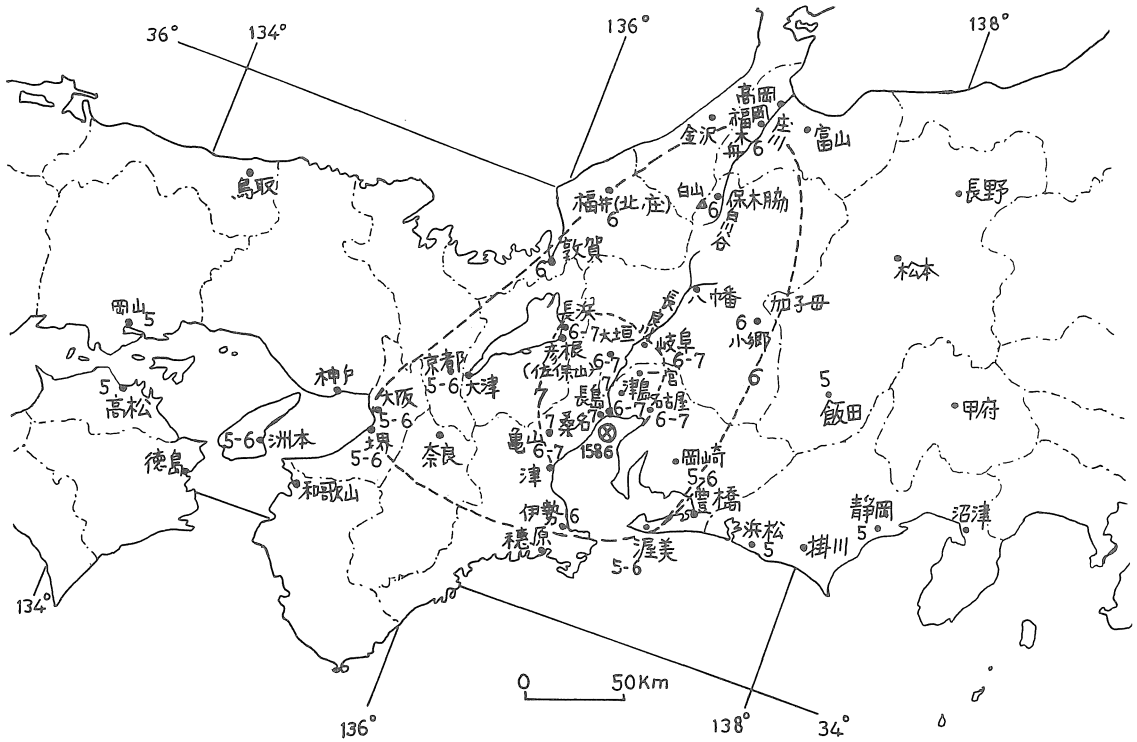 36°
134°
136°
138°
鳥取
金沢
高岡
福岡
木舟
6
庄川
富山
長野
福井(北ノ庄)
6
白山
6
保木脇
白川谷
敦賀
6
松本
岡山
5
八幡
加子母
6
小郷
長良
長浜
6-7
大垣
6-7
彦根
(佐保山)
岐阜
6-7
一宮
津島
6-7
名古屋
6-7
京都
5-6
大津
神戸
大阪
5-6
堺
5-6
奈良
5
高松
5-6
洲本
徳島
和歌山
長島
7
桑名
7
7
7
亀山
6-7
津
1586
6
5
飯田
甲府
岡崎
5-6
豊橋
伊勢
6
穂原
渥美
5-6
浜松
5
掛川
静岡
5
沼津
134°
136°
138°
34°
0
50Km